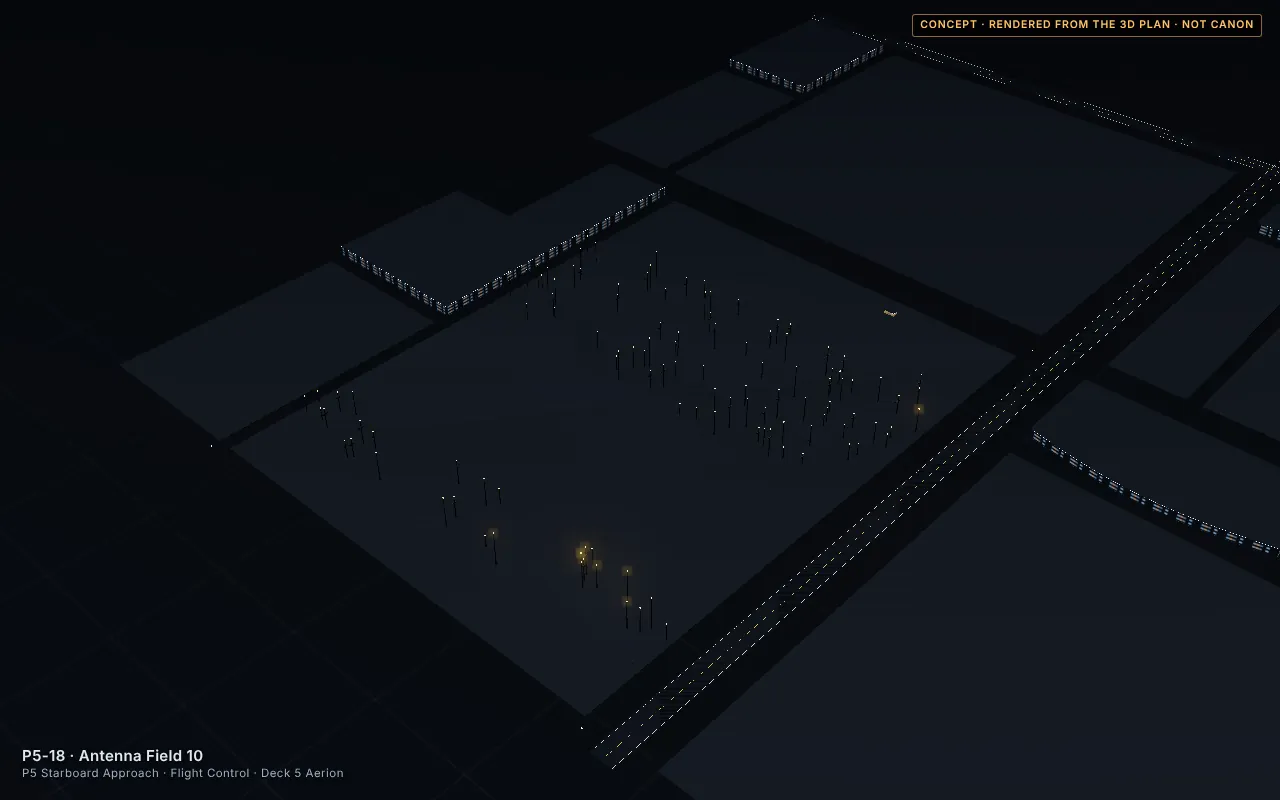 CONCEPT · RENDERED FROM THE 3D PLAN · NOT CANON
P5-18 · Antenna Field 10
P5 Starboard Approach · Flight Control · Deck 5 Aerion